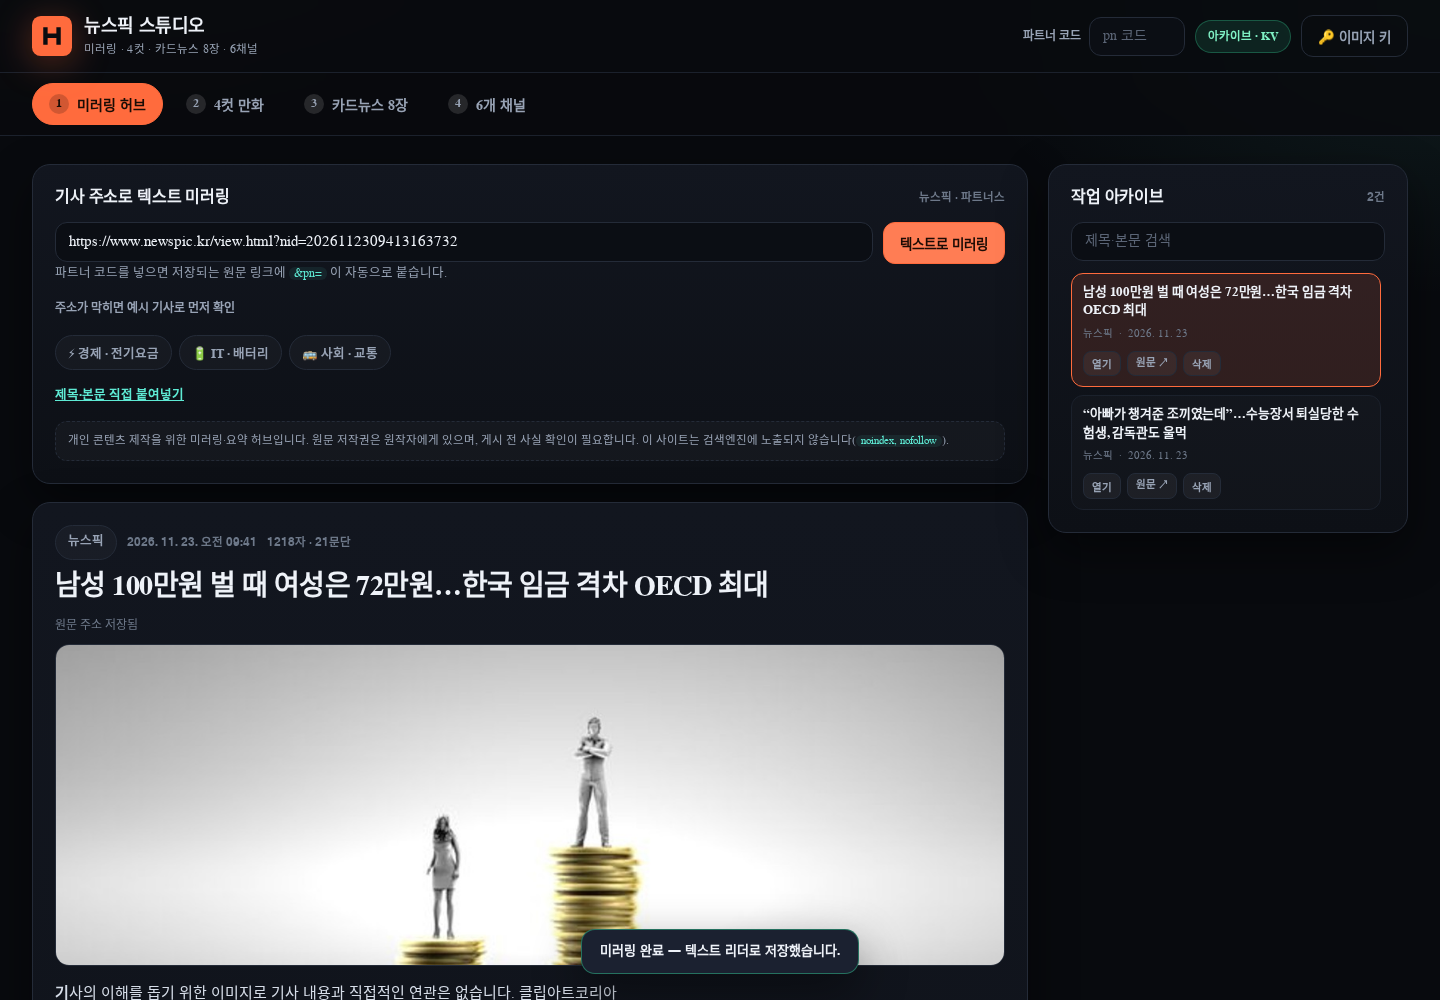 H
뉴스픽 스튜디오
미러링 · 4컷 · 카드뉴스 8장 · 6채널
파트너 코드
pn 코드
아카이브 · KV
🔑 이미지 키
1 미러링 허브
2 4컷 만화
3 카드뉴스 8장
4 6개 채널
기사 주소로 텍스트 미러링
뉴스픽 · 파트너스
https://www.newspic.kr/view.html?nid=2026112309413163732
텍스트로 미러링
파트너 코드를 넣으면 저장되는 원문 링크에 &pn= 이 자동으로 붙습니다.
주소가 막히면 예시 기사로 먼저 확인
⚡ 경제 · 전기요금
🔋 IT · 배터리
🚌 사회 · 교통
제목·본문 직접 붙여넣기
개인 콘텐츠 제작을 위한 미러링·요약 허브입니다. 원문 저작권은 원작자에게 있으며, 게시 전 사실 확인이 필요합니다. 이 사이트는 검색엔진에 노출되지 않습니다( noindex, nofollow ).
뉴스픽
2026. 11. 23. 오전 09:41
1218자 · 21문단
남성 100만원 벌 때 여성은 72만원…한국 임금 격차 OECD 최대
원문 주소 저장됨
기사의 이해를 돕기 위한 이미지로 기사 내용과 직접적인 연관은 없습니다. 클립아트코리아
미러링 완료 — 텍스트 리더로 저장했습니다.
작업 아카이브
2건
제목·본문 검색
남성 100만원 벌 때 여성은 72만원…한국 임금 격차
OECD 최대
뉴스픽 · 2026. 11. 23
열기
원문 ↗
삭제
“아빠가 챙겨준 조끼였는데”…수능장서 퇴실당한 수
험생, 감독관도 울먹
뉴스픽 · 2026. 11. 23
열기
원문 ↗
삭제